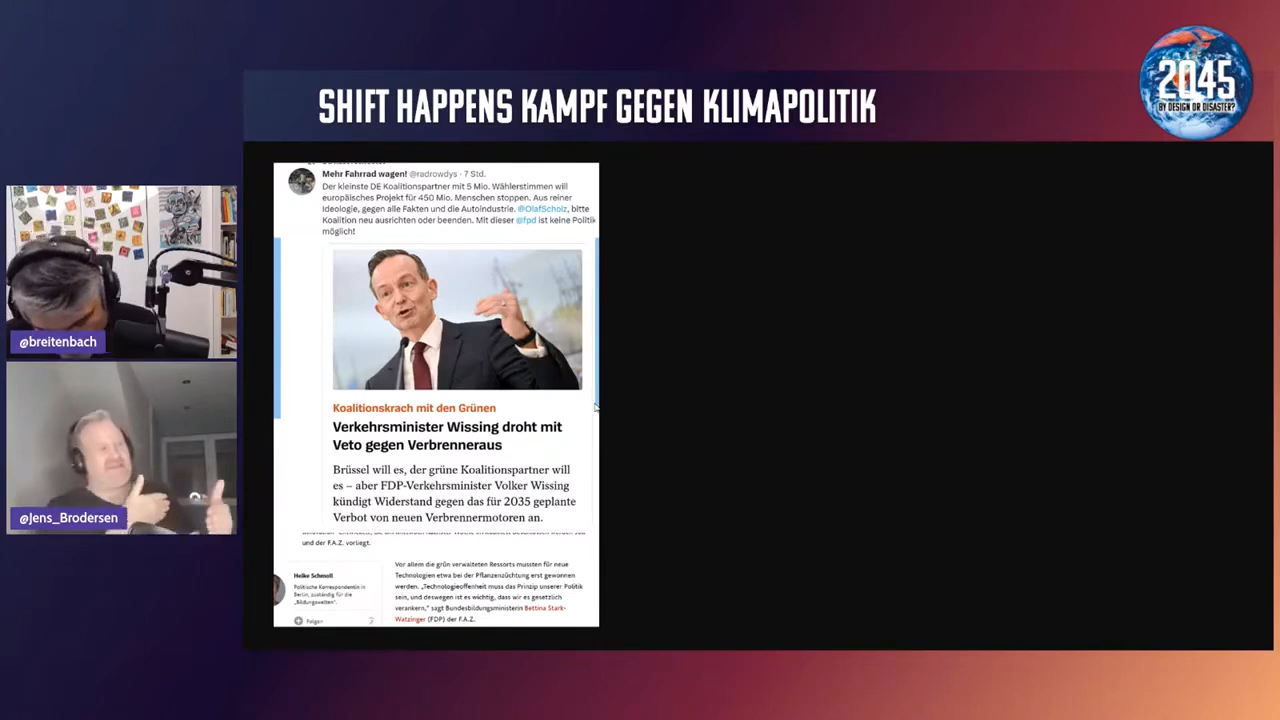 SHIFT HAPPENS KAMPF GEGEN KLIMAPOLITIK
2045
BY DESIGN OR DISASTER?
Mehr Fahrrad wagen! @radrowdys · 7 Std.
Der kleinste DE Koalitionspartner mit 5 Mio. Wählerstimmen will
europäisches Projekt für 450 Mio. Menschen stoppen. Aus reiner
Ideologie, gegen alle Fakten und die Autoindustrie. @OlafScholz, bitte
Koalition neu ausrichten oder beenden. Mit dieser @fpd ist keine Politik
möglich!
@breitenbach
@Jens_Brodersen
Koalitionskrach mit den Grünen
Verkehrsminister Wissing droht mit
Veto gegen Verbrenneraus
Brüssel will es, der grüne Koalitionspartner will
es – aber FDP-Verkehrsminister Volker Wissing
kündigt Widerstand gegen das für 2035 geplante
Verbot von neuen Verbrennermotoren an.
und der F.A.Z. vorliegt.
Heike Schmoll
Politische Korrespondentin in
Berlin, zuständig für die
„Bildungswelten“.
Folgen
Vor allem die grün verwalteten Ressorts mussten für neue
Technologien etwa bei der Pflanzenzüchtung erst gewonnen
werden. „Technologieoffenheit muss das Prinzip unserer Politik
sein, und deswegen ist es wichtig, dass wir es gesetzlich
verankern,“ sagt Bundesbildungsministerin Bettina Stark-
Watzinger (FDP) der F.A.Z.